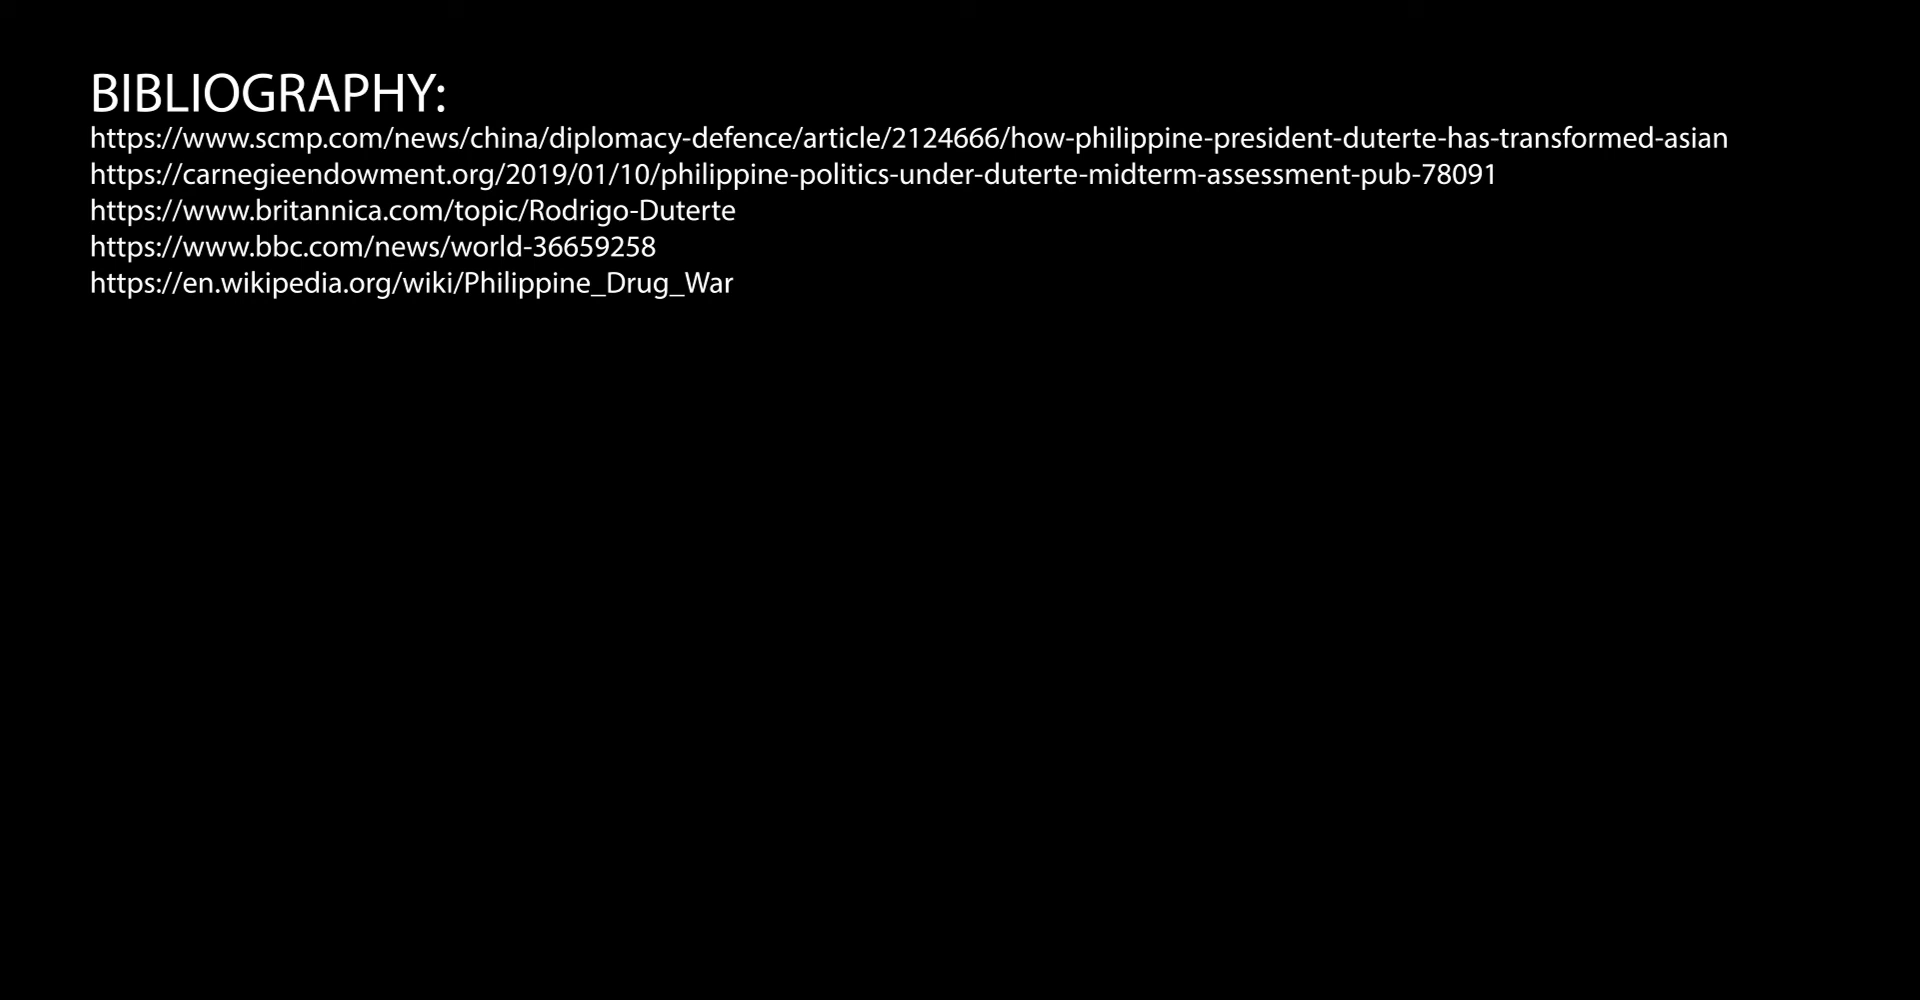 BIBLIOGRAPHY:
https://www.scmp.com/news/china/diplomacy-defence/article/2124666/how-philippine-president-duterte-has-transformed-asian
https://carnegieendowment.org/2019/01/10/philippine-politics-under-duterte-midterm-assessment-pub-78091
https://www.britannica.com/topic/Rodrigo-Duterte
https://www.bbc.com/news/world-36659258
https://en.wikipedia.org/wiki/Philippine_Drug_War